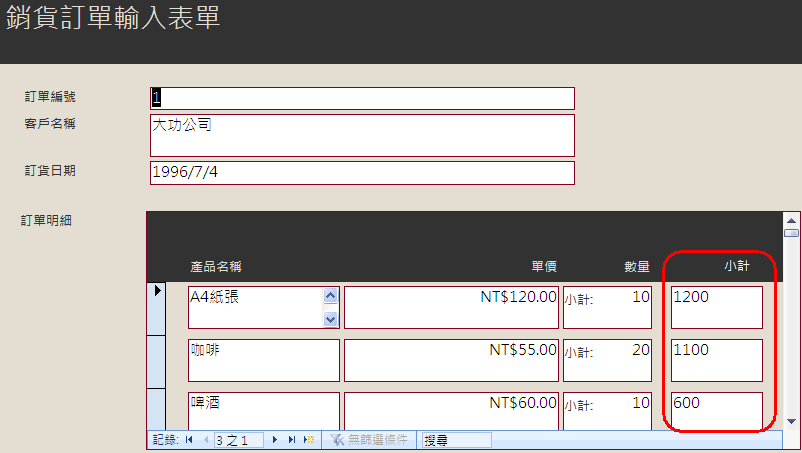 銷貨訂單輸入表單
訂單編號 1
客戶名稱 大功公司
訂貨日期 1996/7/4
訂單明細
產品名稱 單價 數量 小計
A4紙張 NT$120.00 小計: 10 1200
咖啡 NT$55.00 小計: 20 1100
啤酒 NT$60.00 小計: 10 600
記錄: 3 之 1 無篩選條件 搜尋